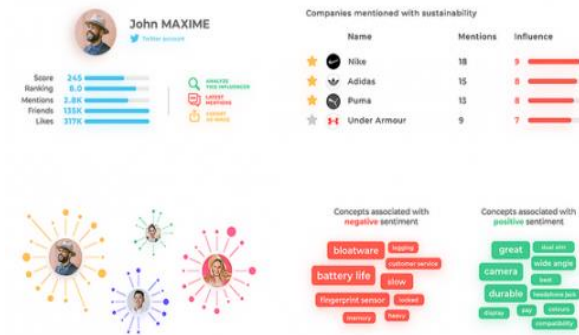 John MAXIME
Twitter account
Score 245
Ranking 8.0
Mentions 2.8K
Friends 135K
Likes 317K
ANALYZE
THIS INFLUENCER
LATEST
MENTIONS
EXPORT
AS IMAGE
Companies mentioned with sustainability
Name Mentions Influence
Nike 18 9
Adidas 15 8
Puma 13 8
Under Armour 9 7
Concepts associated with
negative sentiment
bloatware lagging
customer service
battery life slow
fingerprint sensor locked
memory heavy
Concepts associated with
positive sentiment
great dual sim
wide angle
camera best
durable headphone jack
display pay colours
compatibility